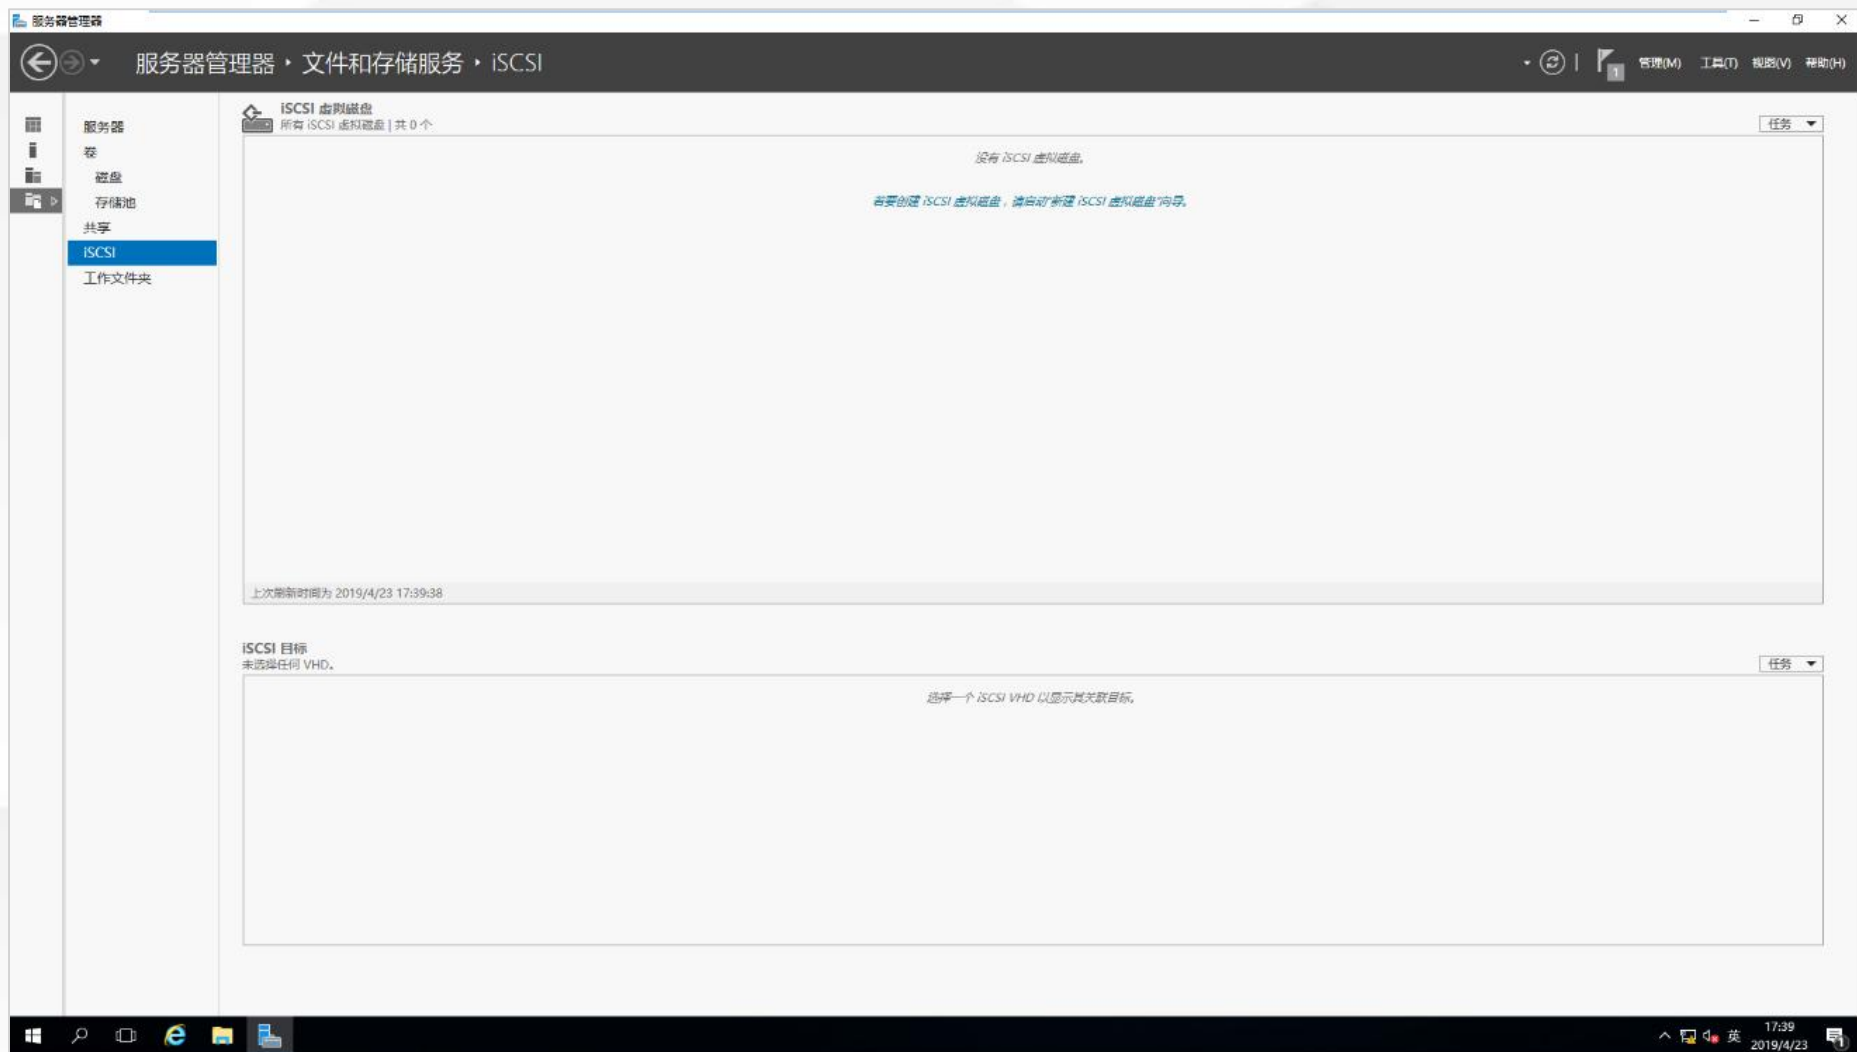 服务器管理器
服务器管理器 ‣ 文件和存储服务 ‣ iSCSI
1 管理(M) 工具(T) 视图(V) 帮助(H)
服务器
卷
磁盘
存储池
共享
iSCSI
工作文件夹
iSCSI 虚拟磁盘
所有 iSCSI 虚拟磁盘 | 共 0 个
任务
没有 iSCSI 虚拟磁盘。
若要创建 iSCSI 虚拟磁盘，请启动"新建 iSCSI 虚拟磁盘"向导。
上次刷新时间为 2019/4/23 17:39:38
iSCSI 目标
未选择任何 VHD。
任务
选择一个 iSCSI VHD 以显示其关联目标。
英
17:39
2019/4/23
1